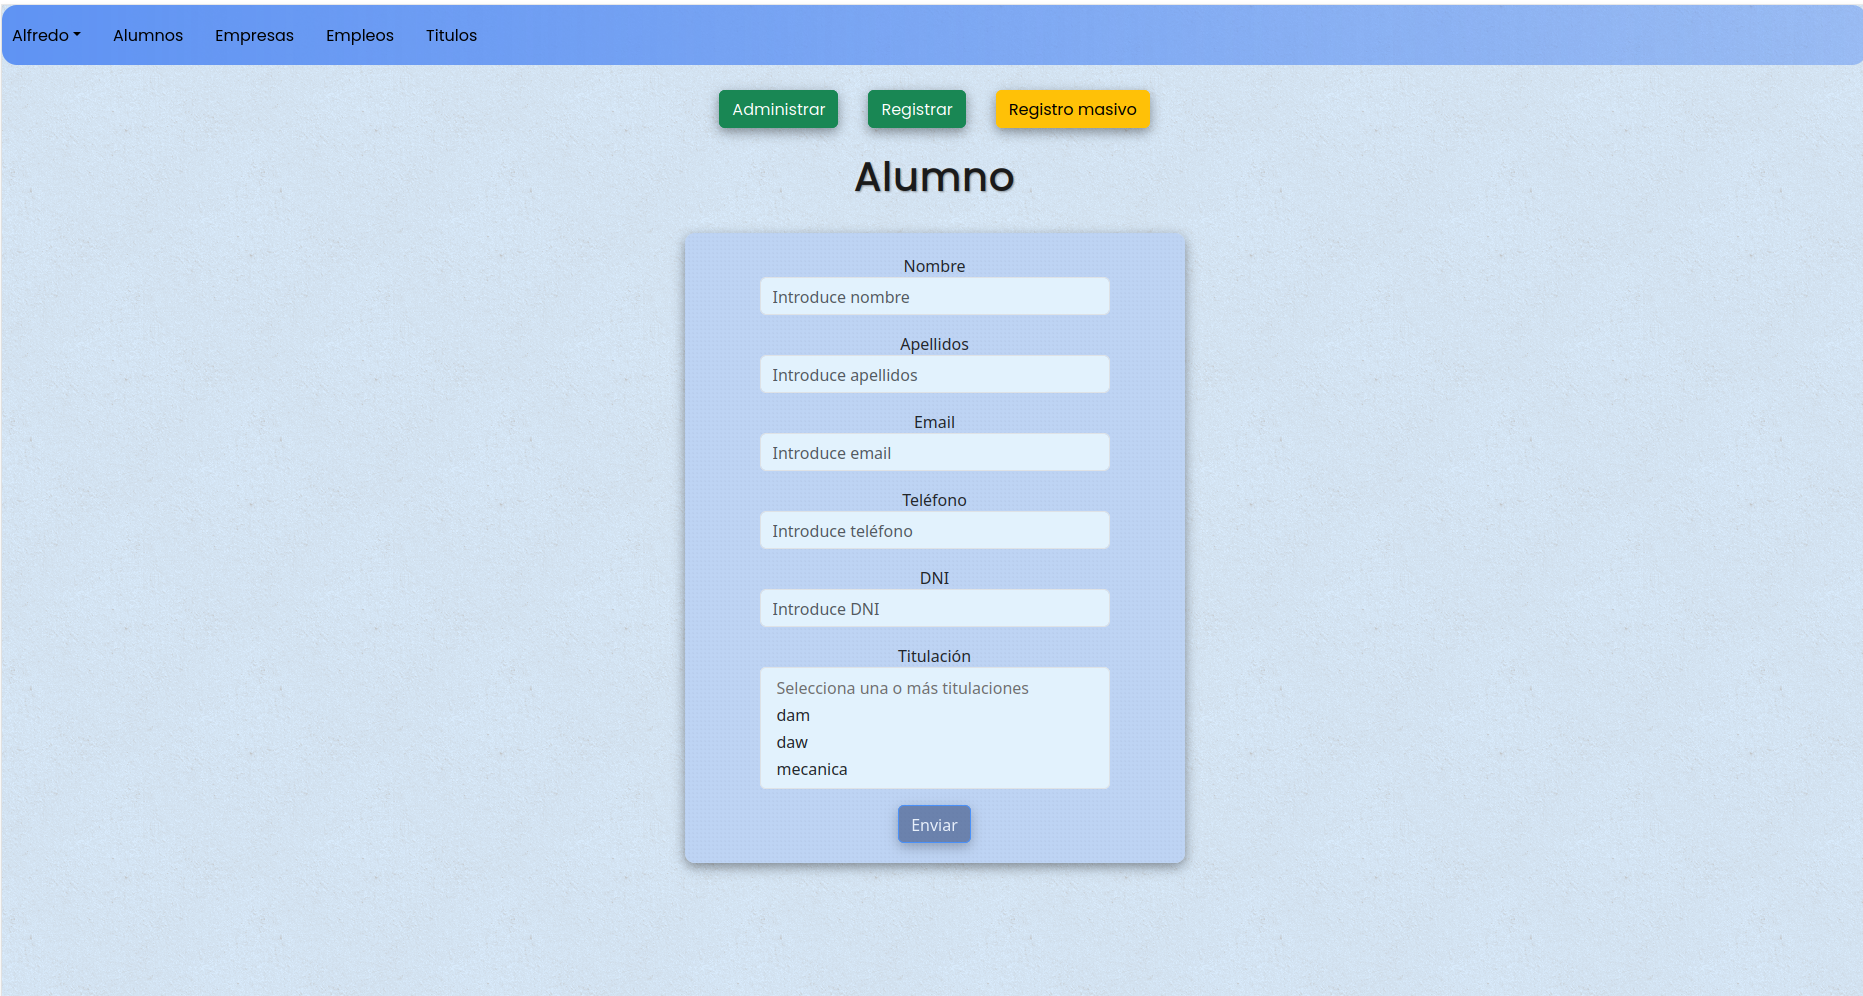 Alfredo Alumnos Empresas Empleos Titulos
Administrar Registrar Registro masivo
Alumno
Nombre
Introduce nombre
Apellidos
Introduce apellidos
Email
Introduce email
Teléfono
Introduce teléfono
DNI
Introduce DNI
Titulación
Selecciona una o más titulaciones
dam
daw
mecanica
Enviar